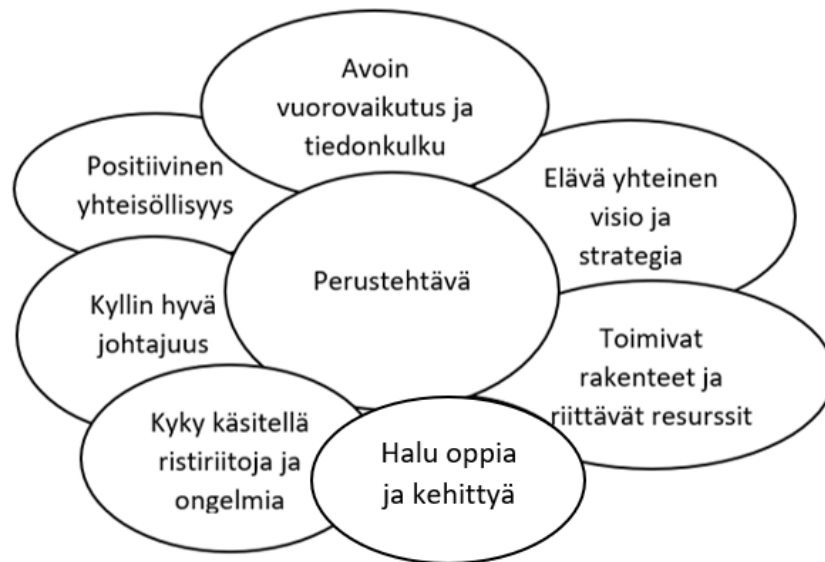 Avoin
vuorovaikutus ja
tiedonkulku
Positiivinen
yhteisöllisyys
Elävä yhteinen
visio ja
strategia
Perustehtävä
Kyllin hyvä
johtajuus
Toimivat
rakenteet ja
riittävät resurssit
Kyky käsitellä
ristiriitoja ja
ongelmia
Halu oppia
ja kehittyä